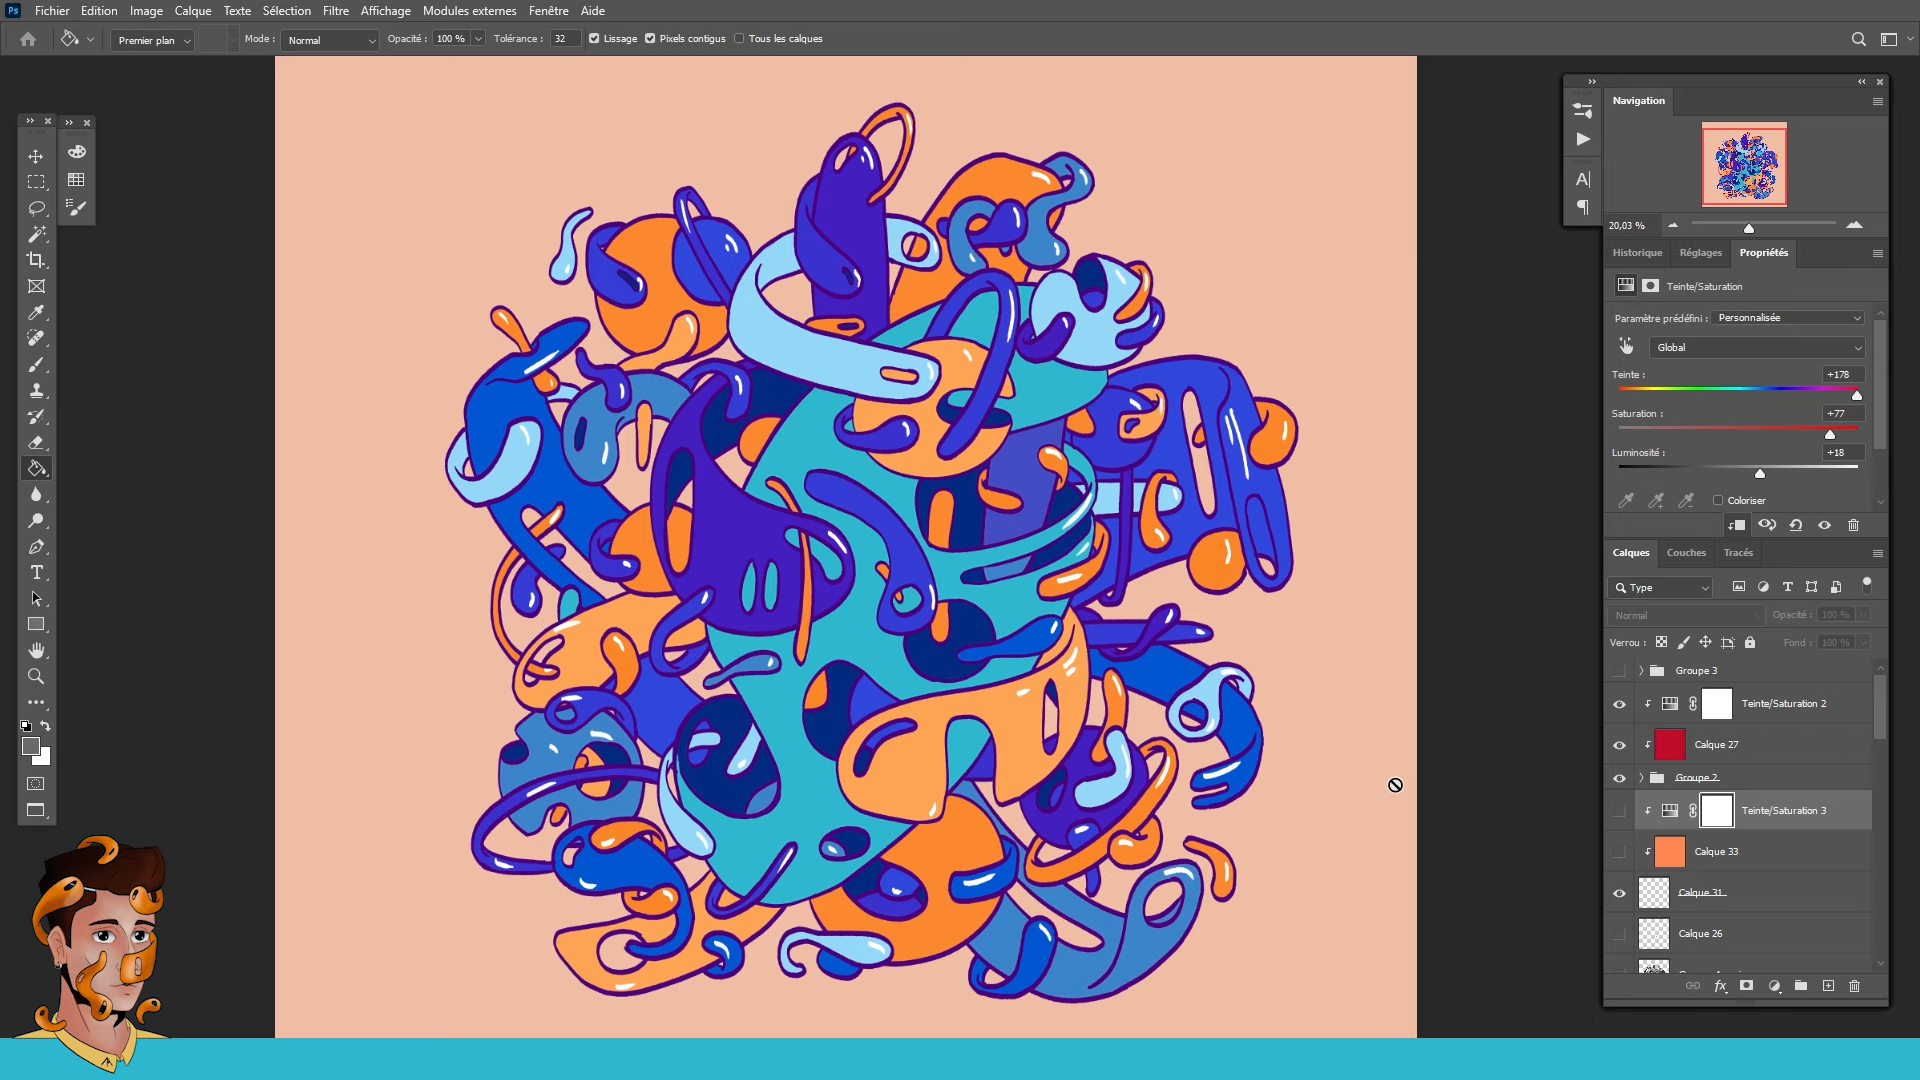 Ps Fichier Edition Image Calque Texte Sélection Filtre Affichage Modules externes Fenêtre Aide
Premier plan Mode : Normal Opacité : 100 % Tolérance : 32 Lissage Pixels contigus Tous les calques
Navigation
20,03 %
Historique Réglages Propriétés
Teinte/Saturation
Paramètre prédéfini : Personnalisée
Global
Teinte : +178
Saturation : +77
Luminosité : +18
Coloriser
Calques Couches Tracés
Type
Normal Opacité : 100 %
Verrou : Fond : 100 %
Groupe 3
Teinte/Saturation 2
Calque 27
Groupe 2
Teinte/Saturation 3
Calque 33
Calque 31
Calque 26